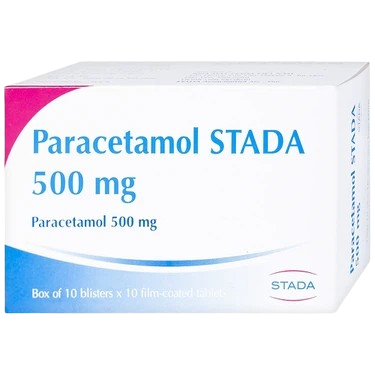 Paracetamol STADA
500 mg
Paracetamol 500 mg
Box of 10 blisters x 10 film-coated tablets
STADA
Paracetamol STADA
500 mg